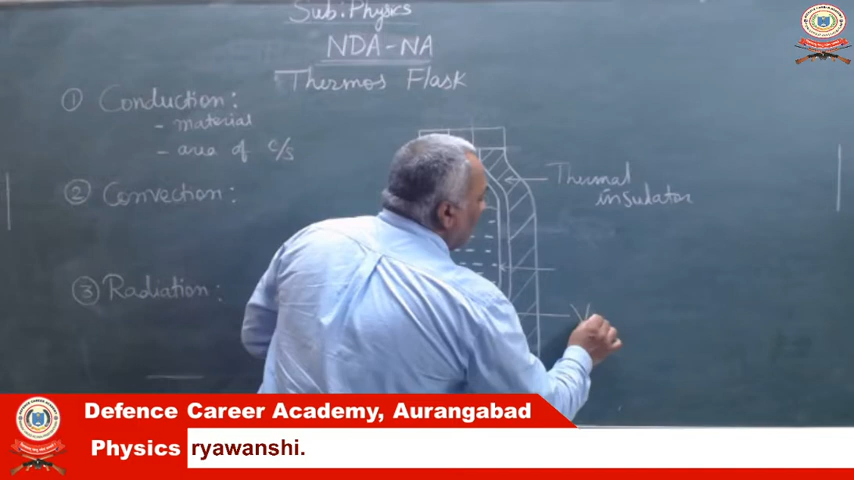 Sub: Physics
NDA-NA
Thermos Flask
① Conduction:
- material
- area of c/s
② Convection:
③ Radiation:
Thermal
insulator
V
Defence Career Academy, Aurangabad
Physics ryawanshi.